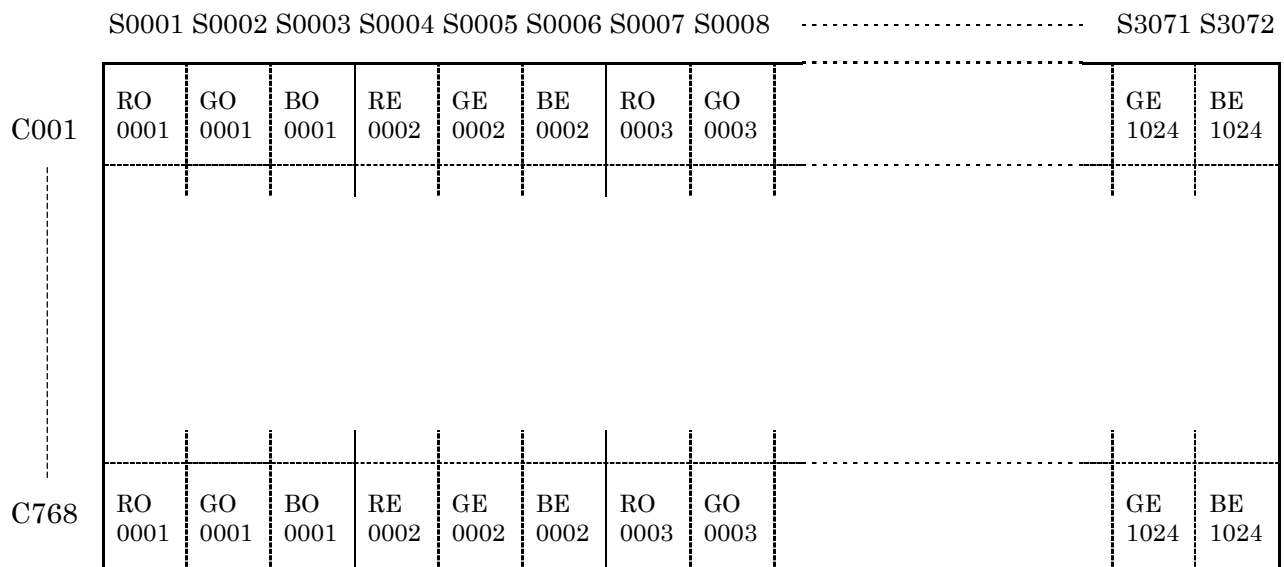 S0001 S0002 S0003 S0004 S0005 S0006 S0007 S0008 S3071 S3072
RO GO BO RE GE BE RO GO GE BE
C001
0001 0001 0001 0002 0002 0002 0003 0003 1024 1024
RO GO BO RE GE BE RO GO GE BE
C768
0001 0001 0001 0002 0002 0002 0003 0003 1024 1024